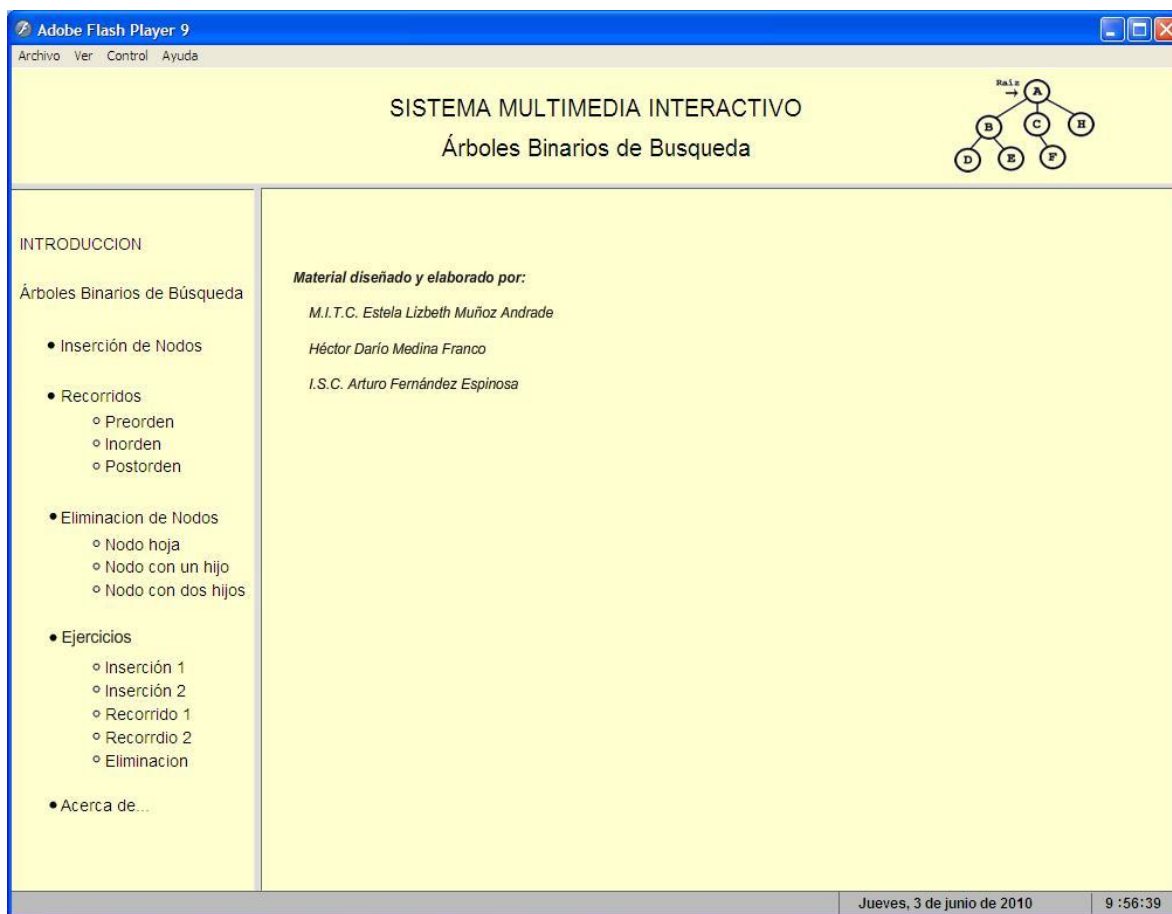 Adobe Flash Player 9
Archivo Ver Control Ayuda
SISTEMA MULTIMEDIA INTERACTIVO
Árboles Binarios de Busqueda
Raiz
A
B
C
H
D
E
F
INTRODUCCION
Árboles Binarios de Búsqueda
Inserción de Nodos
Recorridos
Preorden
Inorden
Postorden
Eliminacion de Nodos
Nodo hoja
Nodo con un hijo
Nodo con dos hijos
Ejercicios
Inserción 1
Inserción 2
Recorrido 1
Recorrdio 2
Eliminacion
Acerca de...
Material diseñado y elaborado por:
M.I.T.C. Estela Lizbeth Muñoz Andrade
Héctor Darío Medina Franco
I.S.C. Arturo Fernández Espinosa
Jueves, 3 de junio de 2010
9:56:39